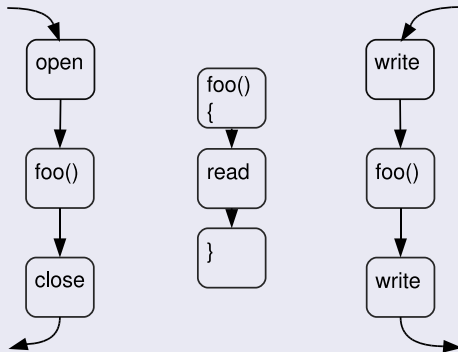 open
foo()
close
foo()
{
read
}
write
foo()
write